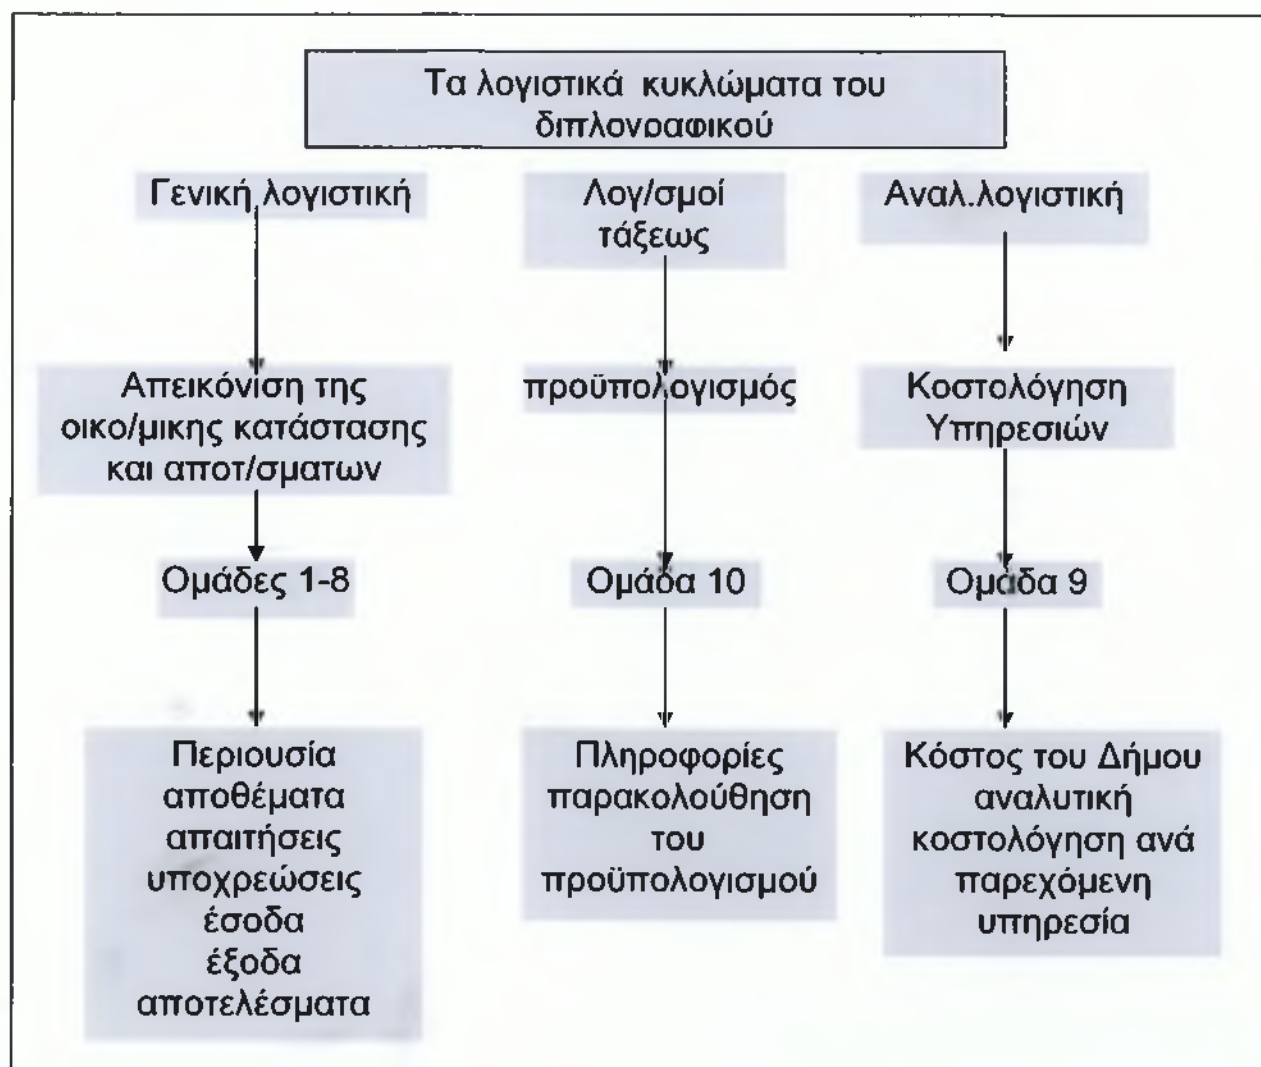 Τα λογιστικά κυκλώματα του
διπλογραφικού
Γενική λογιστική
Απεικόνιση της
οικο/μικης κατάστασης
και αποτ/σματων
Ομάδες 1-8
Περιουσία
αποθέματα
απαιτήσεις
υποχρεώσεις
έσοδα
έξοδα
αποτελέσματα
Λογ/σμοί
τάξεως
προϋπολογισμός
Ομάδα 10
Πληροφορίες
παρακολούθηση
του
προϋπολογισμού
Αναλ.λογιστική
Κοστολόγηση
Υπηρεσιών
Ομάδα 9
Κόστος του Δήμου
αναλυτική
κοστολόγηση ανά
παρεχόμενη
υπηρεσία